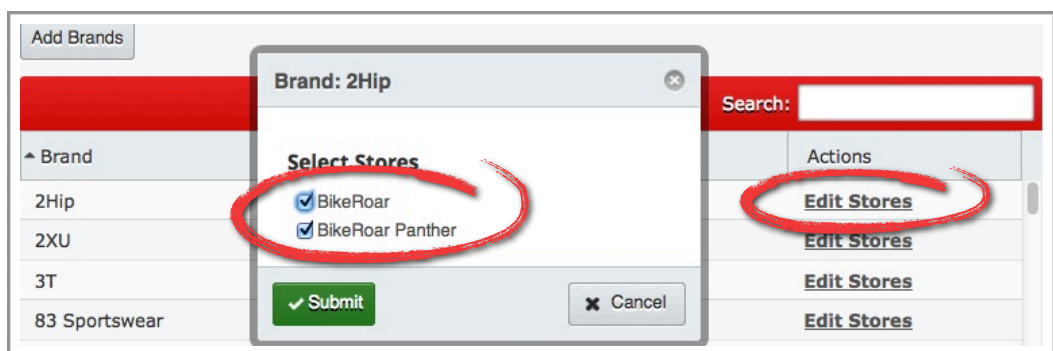 Add Brands
Brand: 2Hip
Search:
Brand
Actions
Select Stores
BikeRoar
BikeRoar Panther
2Hip
Edit Stores
2XU
Edit Stores
3T
Edit Stores
83 Sportswear
Edit Stores
Submit
Cancel